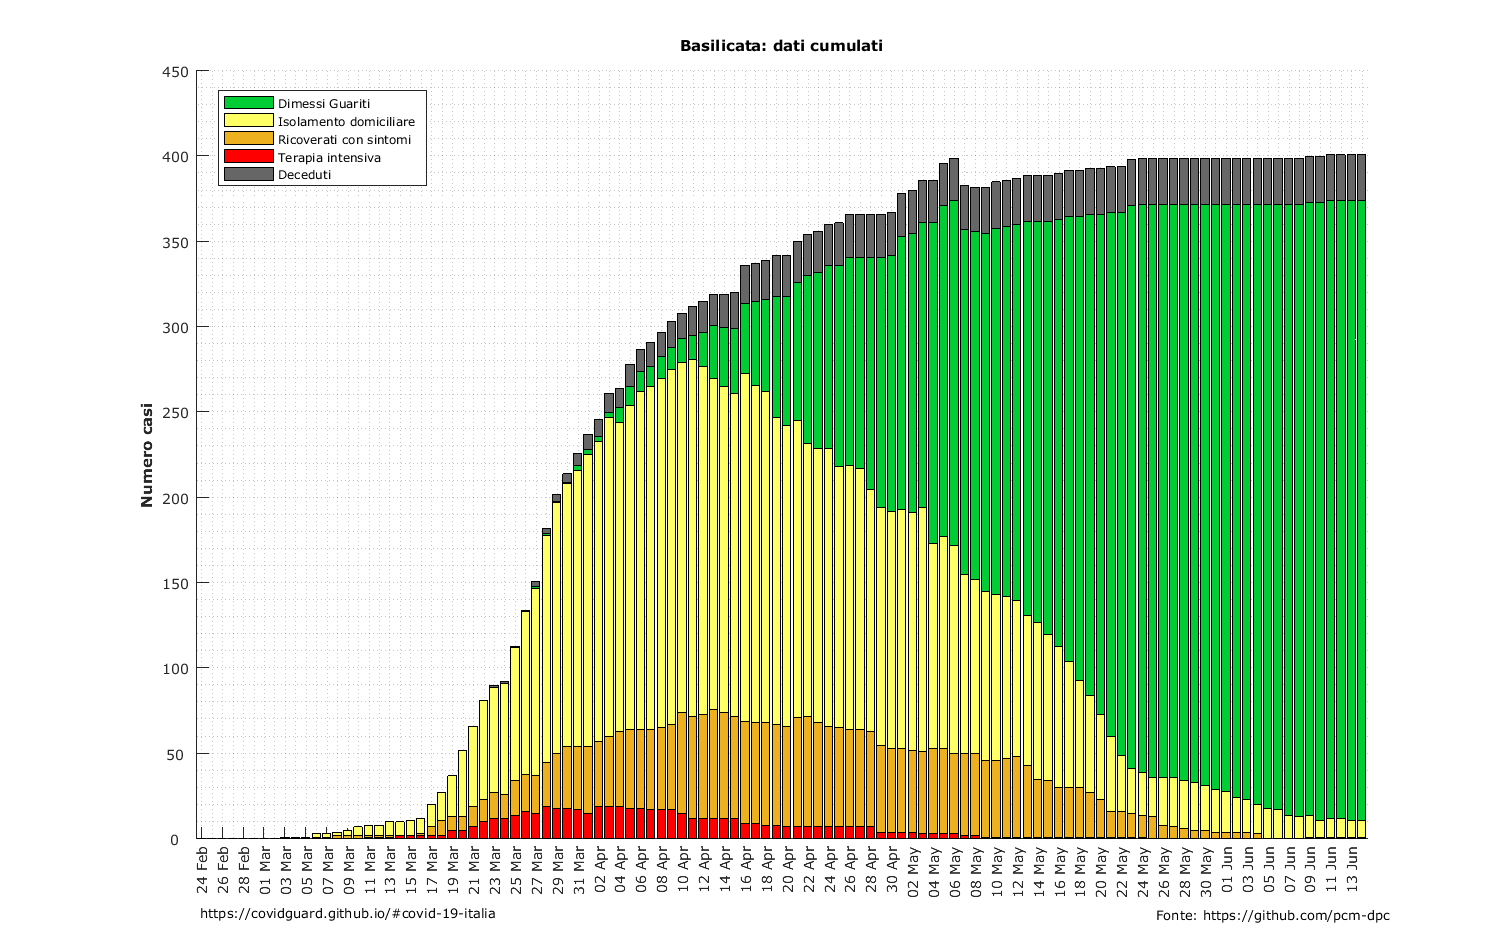 Basilicata: dati cumulati
Numero casi
450
400
350
300
250
200
150
100
50
0
Dimessi Guariti
Isolamento domiciliare
Ricoverati con sintomi
Terapia intensiva
Deceduti
24 Feb
26 Feb
28 Feb
01 Mar
03 Mar
05 Mar
07 Mar
09 Mar
11 Mar
13 Mar
15 Mar
17 Mar
19 Mar
21 Mar
23 Mar
25 Mar
27 Mar
29 Mar
31 Mar
02 Apr
04 Apr
06 Apr
08 Apr
10 Apr
12 Apr
14 Apr
16 Apr
18 Apr
20 Apr
22 Apr
24 Apr
26 Apr
28 Apr
30 Apr
02 May
04 May
06 May
08 May
10 May
12 May
14 May
16 May
18 May
20 May
22 May
24 May
26 May
28 May
30 May
01 Jun
03 Jun
05 Jun
07 Jun
09 Jun
11 Jun
13 Jun
https://covidguard.github.io/#covid-19-italia
Fonte: https://github.com/pcm-dpc